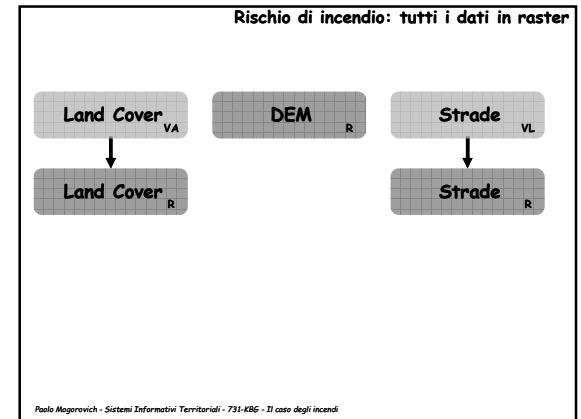 Rischio di incendio: tutti i dati in raster
Land Cover VA
DEM R
Strade VL
Land Cover R
Strade R
Paolo Mogorovich - Sistemi Informativi Territoriali - 731-KBG - Il caso degli incendi